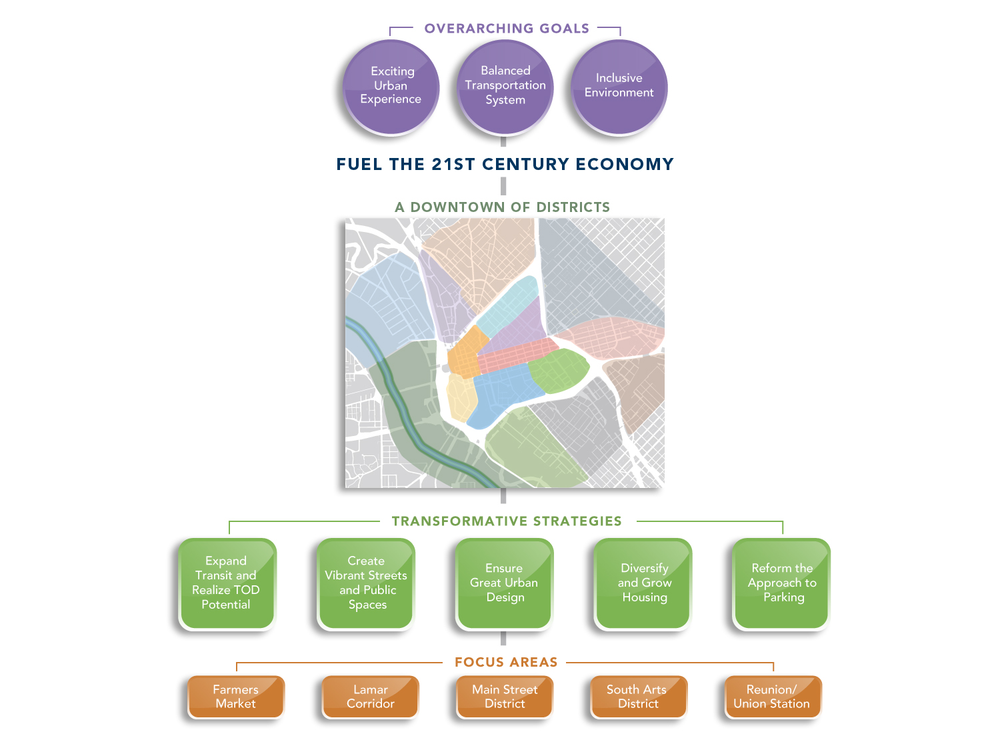 OVERARCHING GOALS
Exciting
Urban
Experience
Balanced
Transportation
System
Inclusive
Environment
FUEL THE 21ST CENTURY ECONOMY
A DOWNTOWN OF DISTRICTS
TRANSFORMATIVE STRATEGIES
Expand
Transit and
Realize TOD
Potential
Create
Vibrant Streets
and Public
Spaces
Ensure
Great Urban
Design
Diversify
and Grow
Housing
Reform the
Approach to
Parking
FOCUS AREAS
Farmers
Market
Lamar
Corridor
Main Street
District
South Arts
District
Reunion/
Union Station